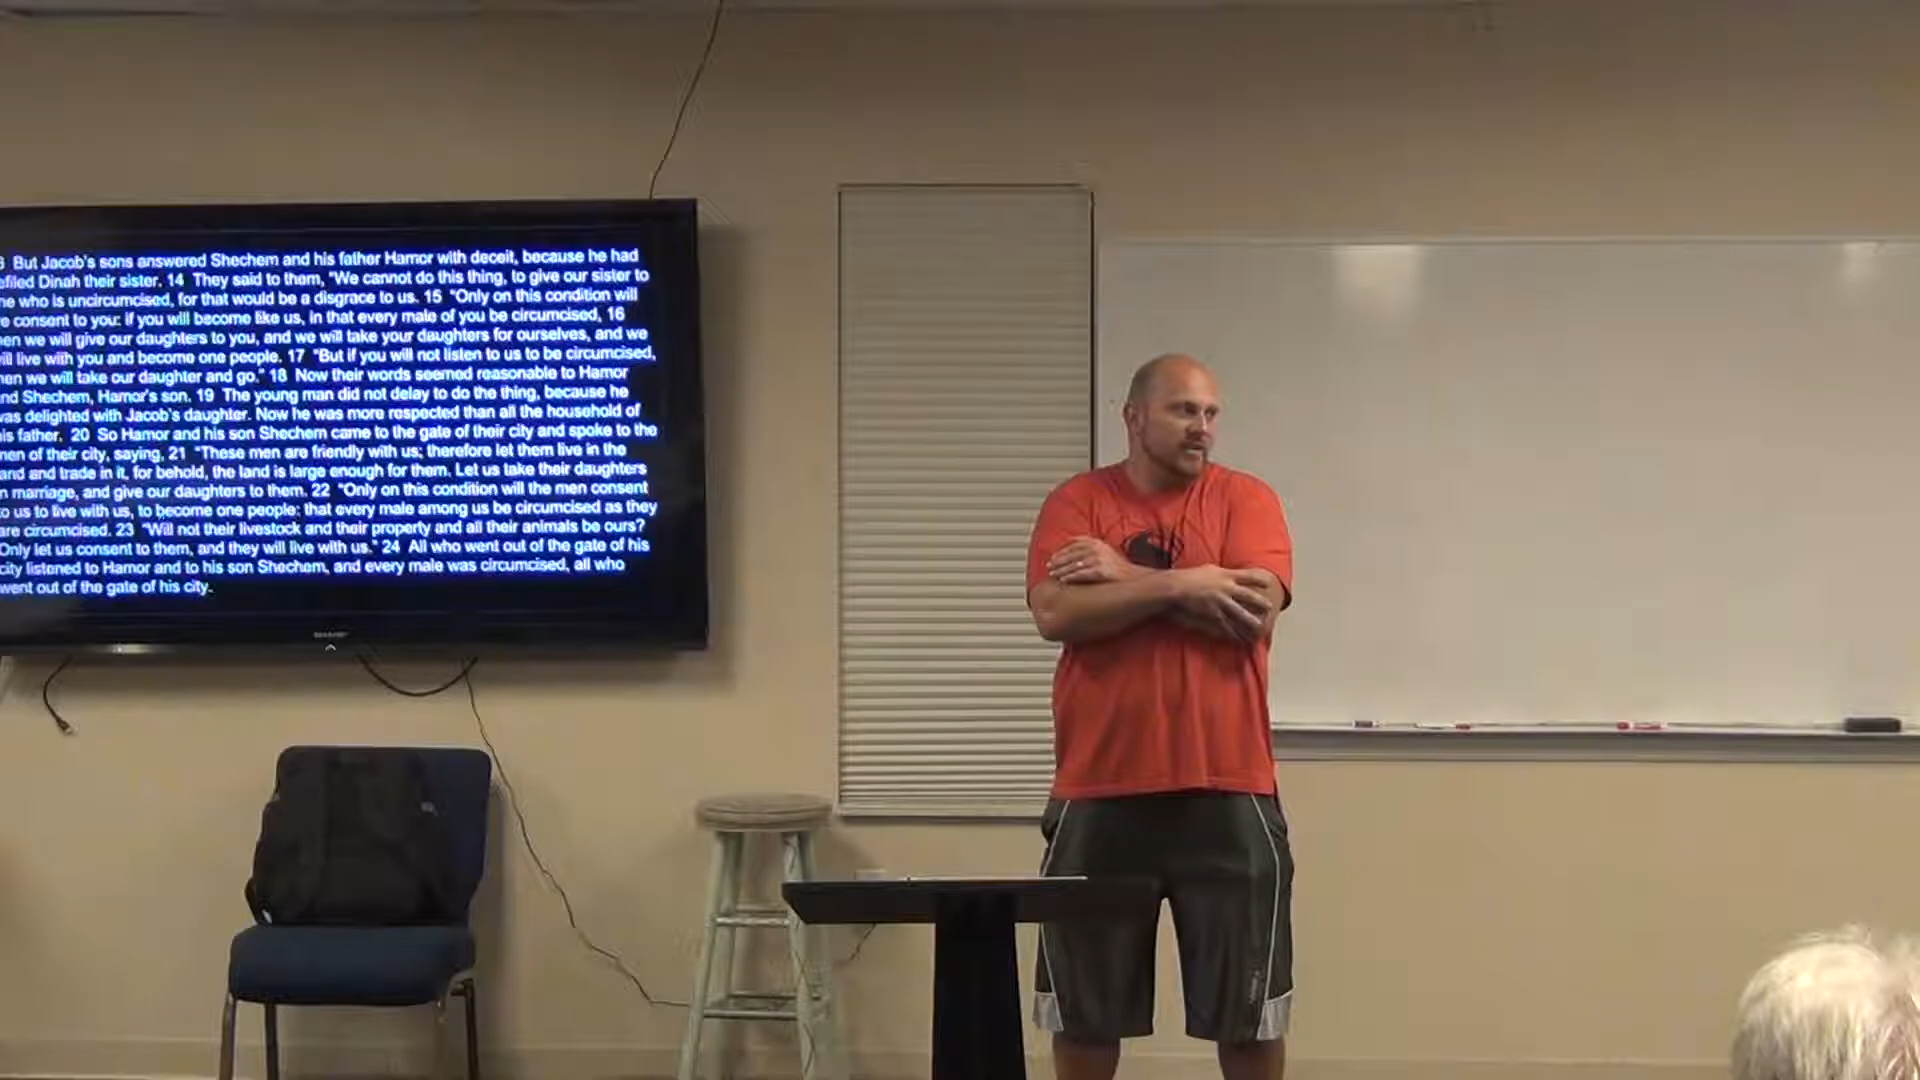 But Jacob's sons answered Shechem and his father Hamor with deceit, because he had
efiled Dinah their sister. 14 They said to them, "We cannot do this thing, to give our sister to
ne who is uncircumcised, for that would be a disgrace to us. 15 "Only on this condition will
e consent to you: if you will become like us, in that every male of you be circumcised, 16
hen we will give our daughters to you, and we will take your daughters for ourselves, and we
ill live with you and become one people. 17 "But if you will not listen to us to be circumcised,
hen we will take our daughter and go." 18 Now their words seemed reasonable to Hamor
nd Shechem, Hamor's son. 19 The young man did not delay to do the thing, because he
was delighted with Jacob's daughter. Now he was more respected than all the household of
is father. 20 So Hamor and his son Shechem came to the gate of their city and spoke to the
men of their city, saying, 21 "These men are friendly with us; therefore let them live in the
and and trade in it, for behold, the land is large enough for them. Let us take their daughters
n marriage, and give our daughters to them. 22 "Only on this condition will the men consent
to us to live with us, to become one people: that every male among us be circumcised as they
are circumcised. 23 "Will not their livestock and their property and all their animals be ours?
Only let us consent to them, and they will live with us." 24 All who went out of the gate of his
city listened to Hamor and to his son Shechem, and every male was circumcised, all who
went out of the gate of his city.
SHARP